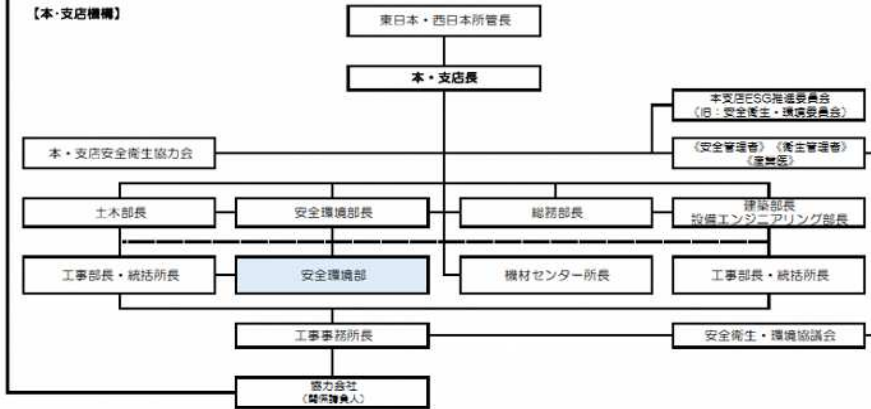 【本・支店機構】
東日本・西日本所管長
本・支店長
本支店ESG推進委員会
（旧：安全衛生・環境委員会）
本・支店安全衛生協力会
《安全管理者》《衛生管理者》
《産業医》
土木部長
安全環境部長
総務部長
建築部長
設備エンジニアリング部長
工事部長・統括所長
安全環境部
機材センター所長
工事部長・統括所長
工事事務所長
安全衛生・環境協議会
協力会社
（関係請負人）